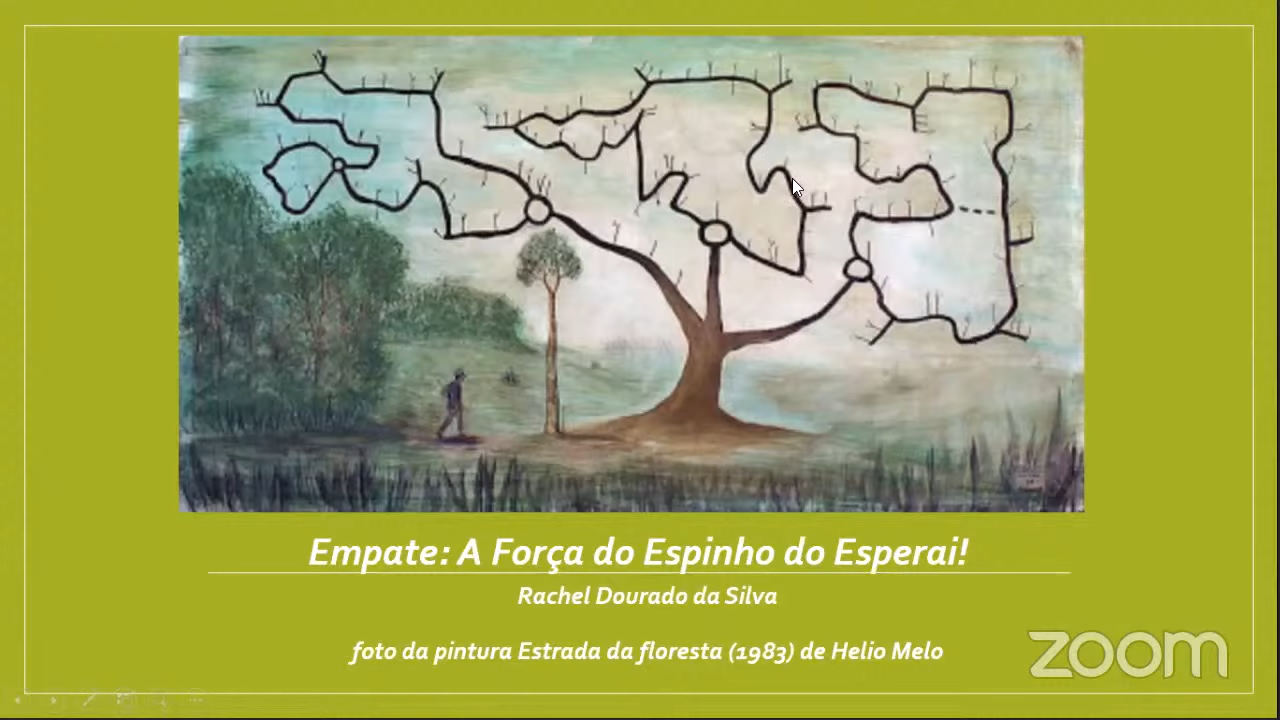 Empate: A Força do Espinho do Esperai!
Rachel Dourado da Silva
foto da pintura Estrada da floresta (1983) de Helio Melo
zoom